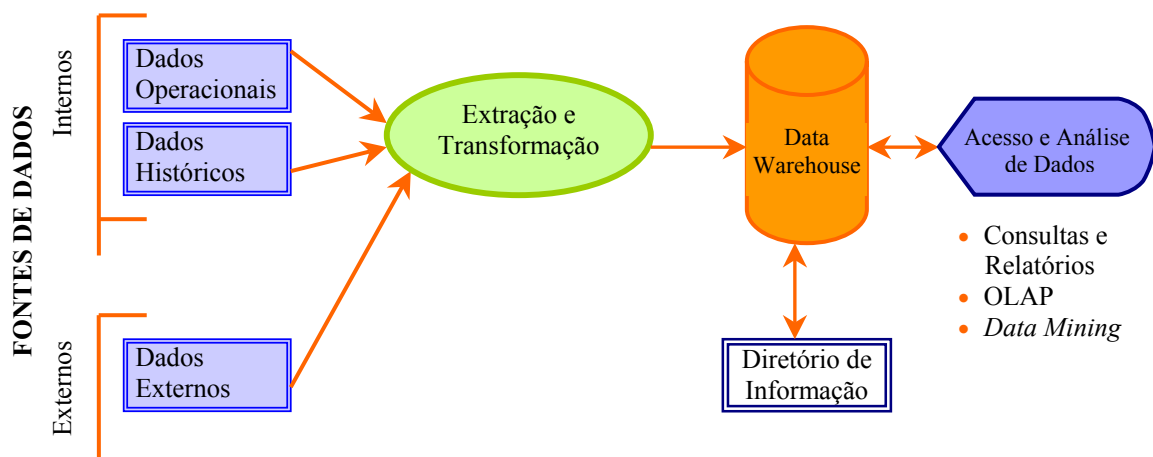 FONTES DE DADOS
Internos
Dados
Operacionais
Dados
Históricos
Externos
Dados
Externos
Extração e
Transformação
Data
Warehouse
Diretório de
Informação
Acesso e Análise
de Dados
• Consultas e
Relatórios
• OLAP
• Data Mining